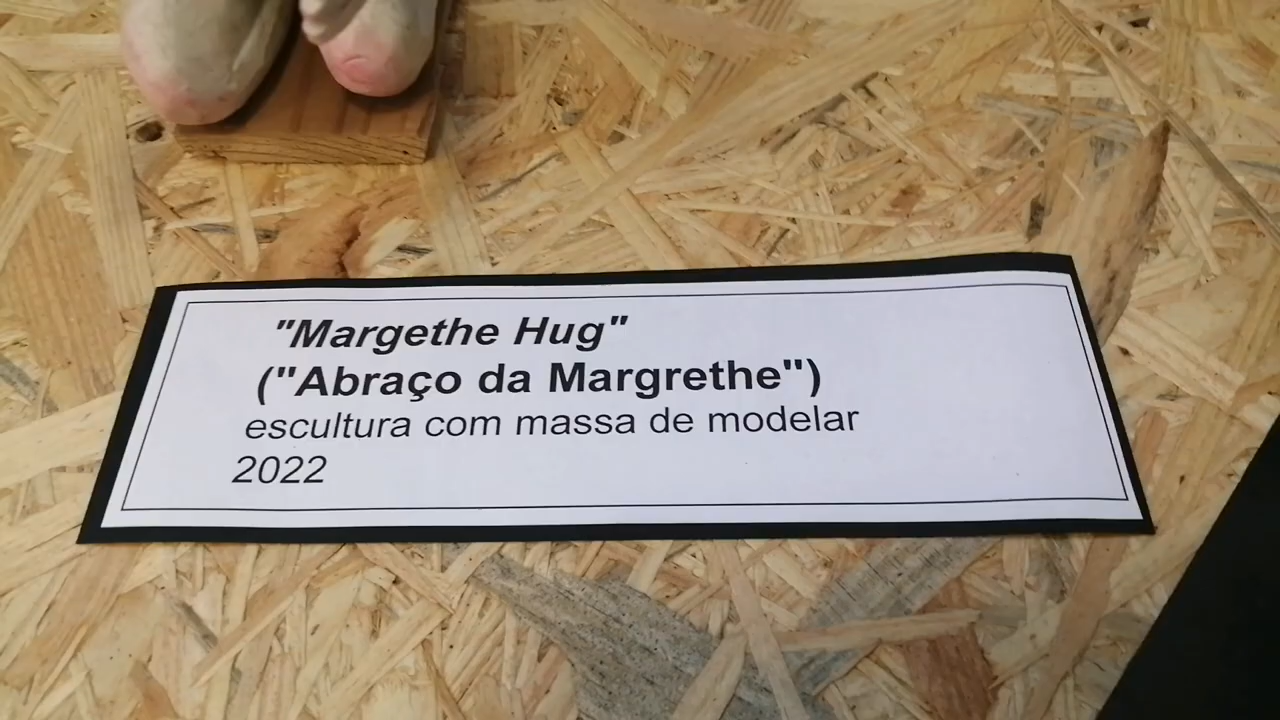 "Margethe Hug"
("Abraço da Margrethe")
escultura com massa de modelar
2022